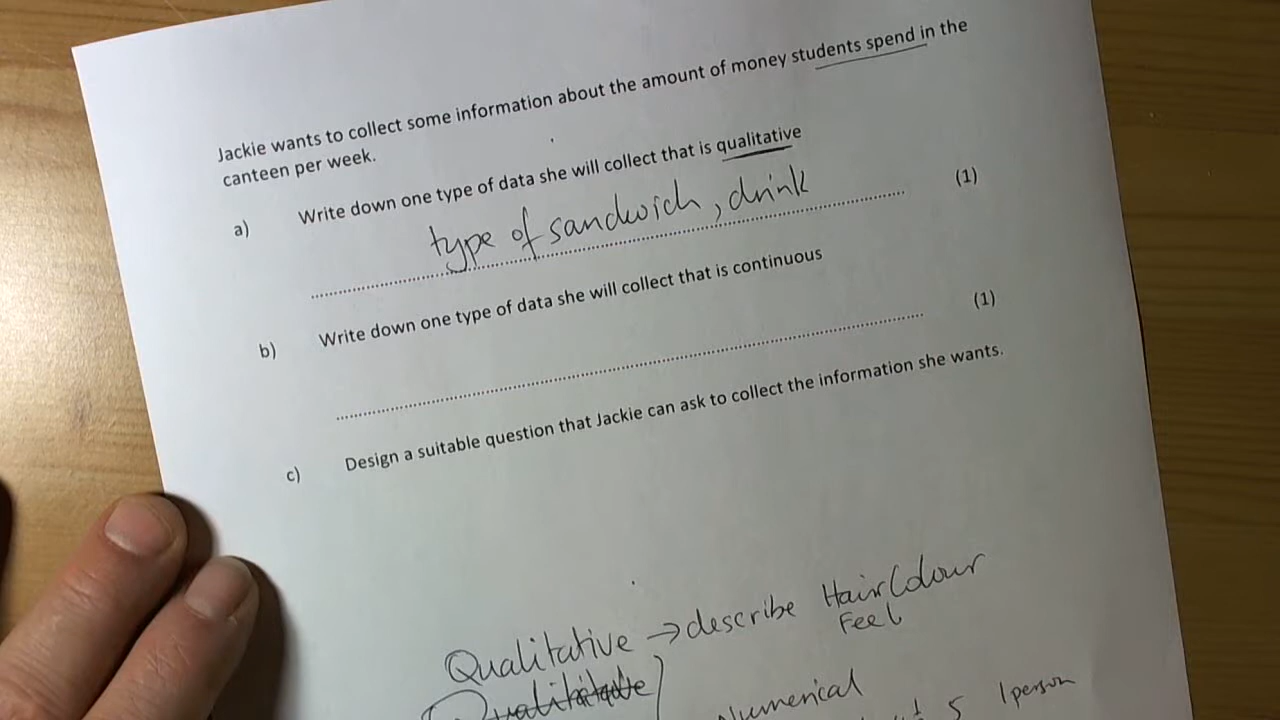 Jackie wants to collect some information about the amount of money students spend in the
canteen per week.
a) Write down one type of data she will collect that is qualitative
type of sandwich, drink
(1)
b) Write down one type of data she will collect that is continuous
(1)
c) Design a suitable question that Jackie can ask to collect the information she wants.
Qualitative → describe Hair Colour
Feel
Numerical
5 1 person